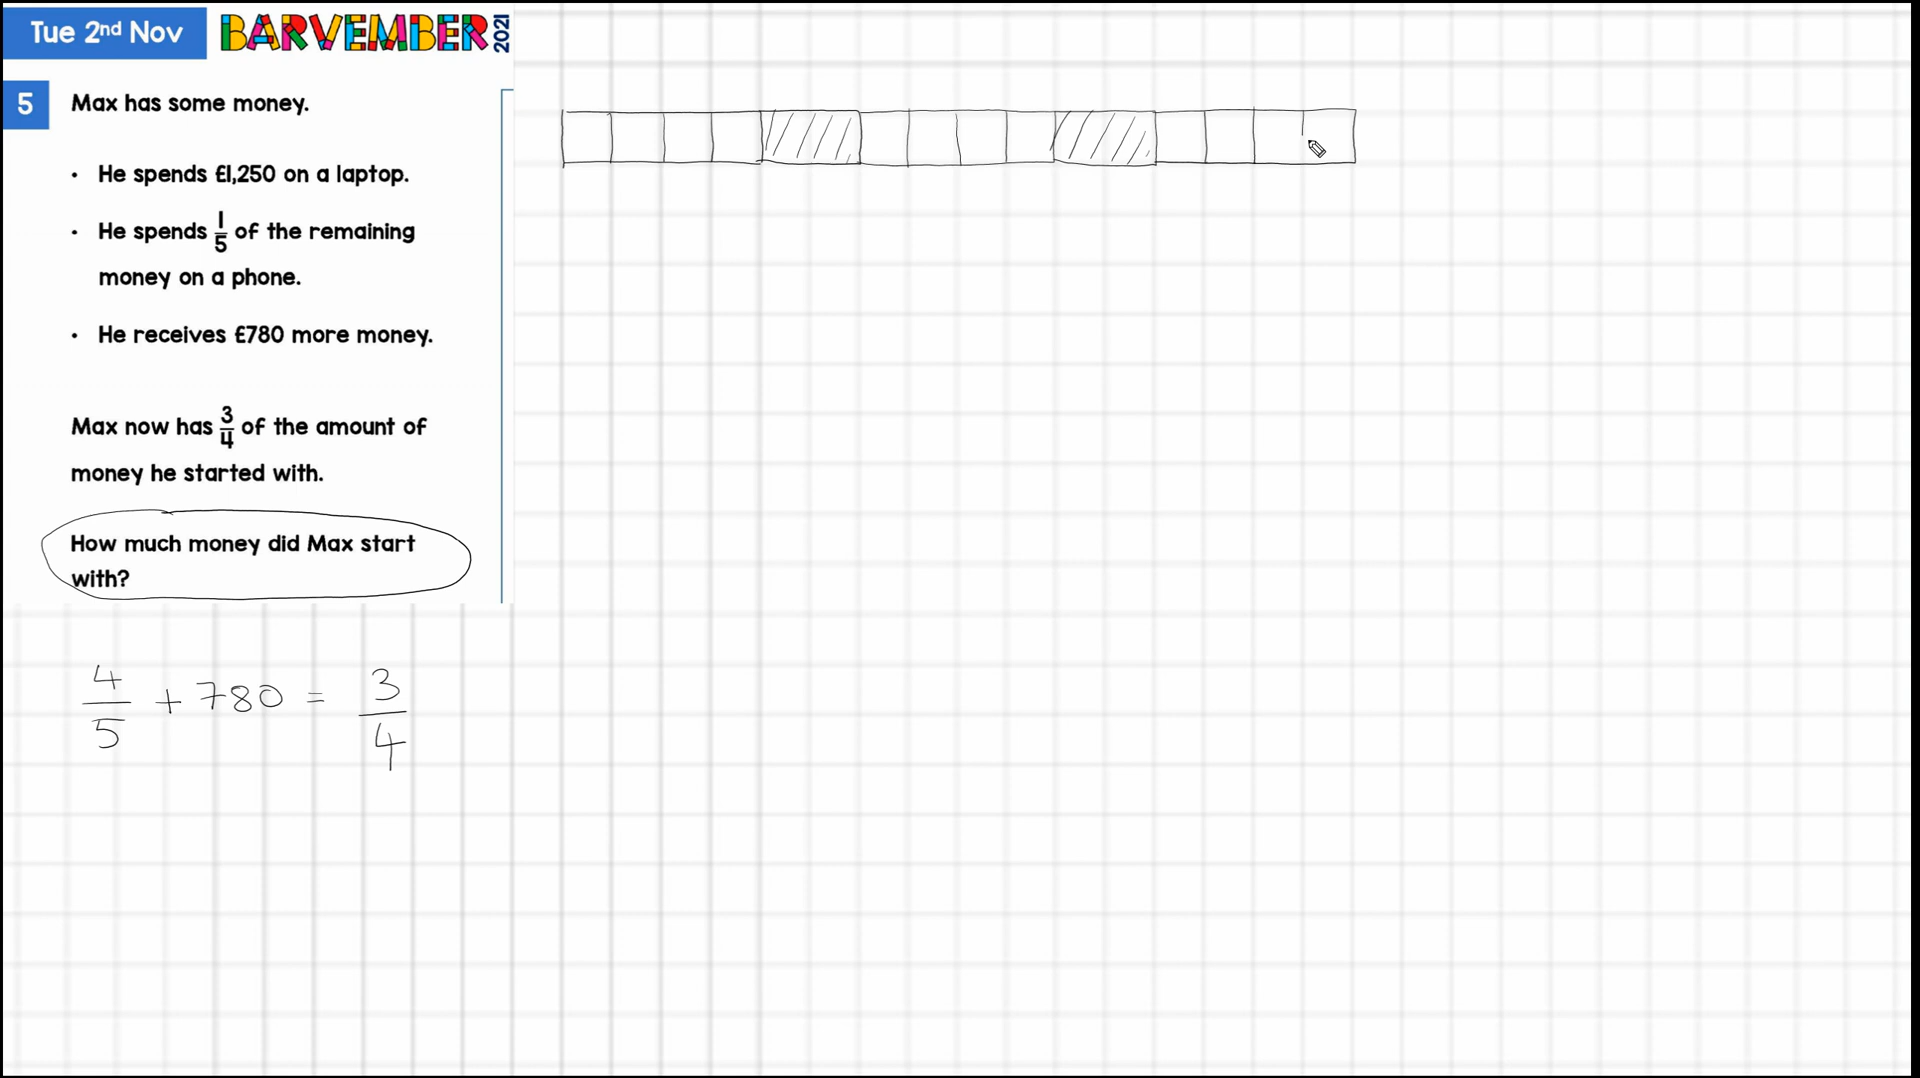 Tue 2nd Nov BARVEMBER 2021
5 Max has some money.
• He spends £1,250 on a laptop.
• He spends 1/5 of the remaining
money on a phone.
• He receives £780 more money.
Max now has 3/4 of the amount of
money he started with.
How much money did Max start
with?
4/5 + 780 = 3/4